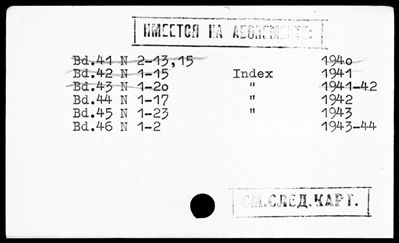 ИМЕЕТСЯ НА АБОНЕМЕНТЕ:
Bd.41 N 2-13,15 1940
Bd.42 N 1-15 Index 1941
Bd.43 N 1-2o " 1941-42
Bd.44 N 1-17 " 1942
Bd.45 N 1-23 " 1943
Bd.46 N 1-2 1943-44
СМ.СЛЕД.КАРТ.